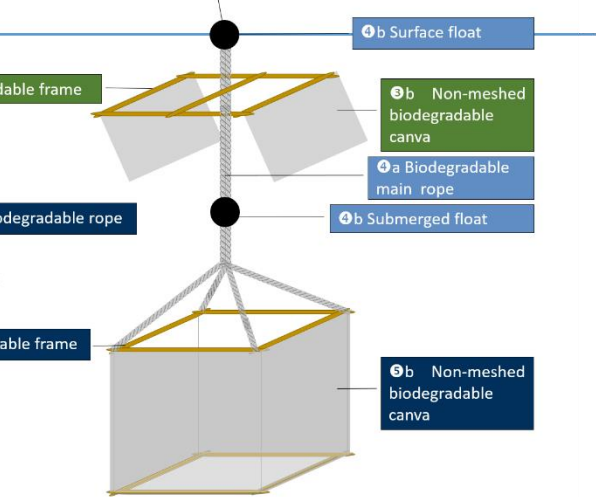 ❹b Surface float
dable frame
❸b Non-meshed
biodegradable
canva
❹a Biodegradable
main rope
odegradable rope
❹b Submerged float
able frame
❺b Non-meshed
biodegradable
canva